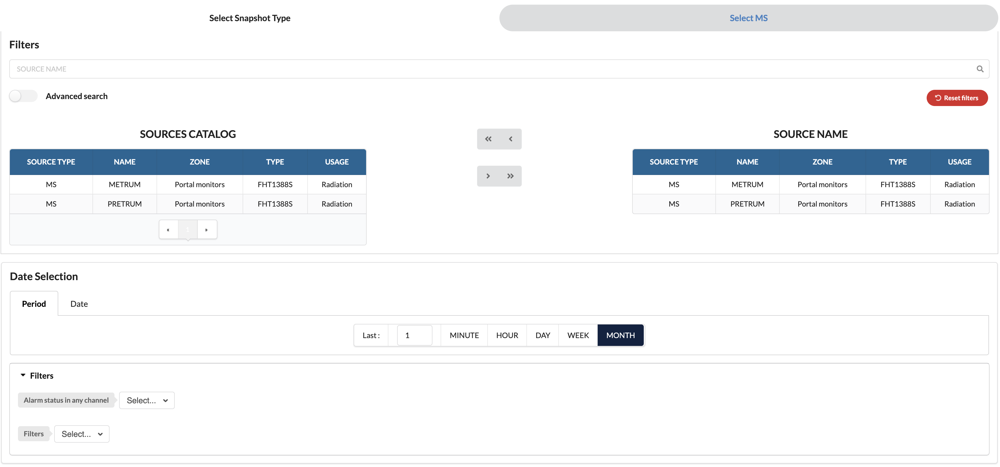 Select Snapshot Type
Select MS
Filters
SOURCE NAME
Advanced search
Reset filters
SOURCES CATALOG
SOURCE TYPE NAME ZONE TYPE USAGE
MS METRUM Portal monitors FHT1388S Radiation
MS PRETRUM Portal monitors FHT1388S Radiation
« 1 »
SOURCE NAME
SOURCE TYPE NAME ZONE TYPE USAGE
MS METRUM Portal monitors FHT1388S Radiation
MS PRETRUM Portal monitors FHT1388S Radiation
Date Selection
Period Date
Last : 1 MINUTE HOUR DAY WEEK MONTH
Filters
Alarm status in any channel Select...
Filters Select...